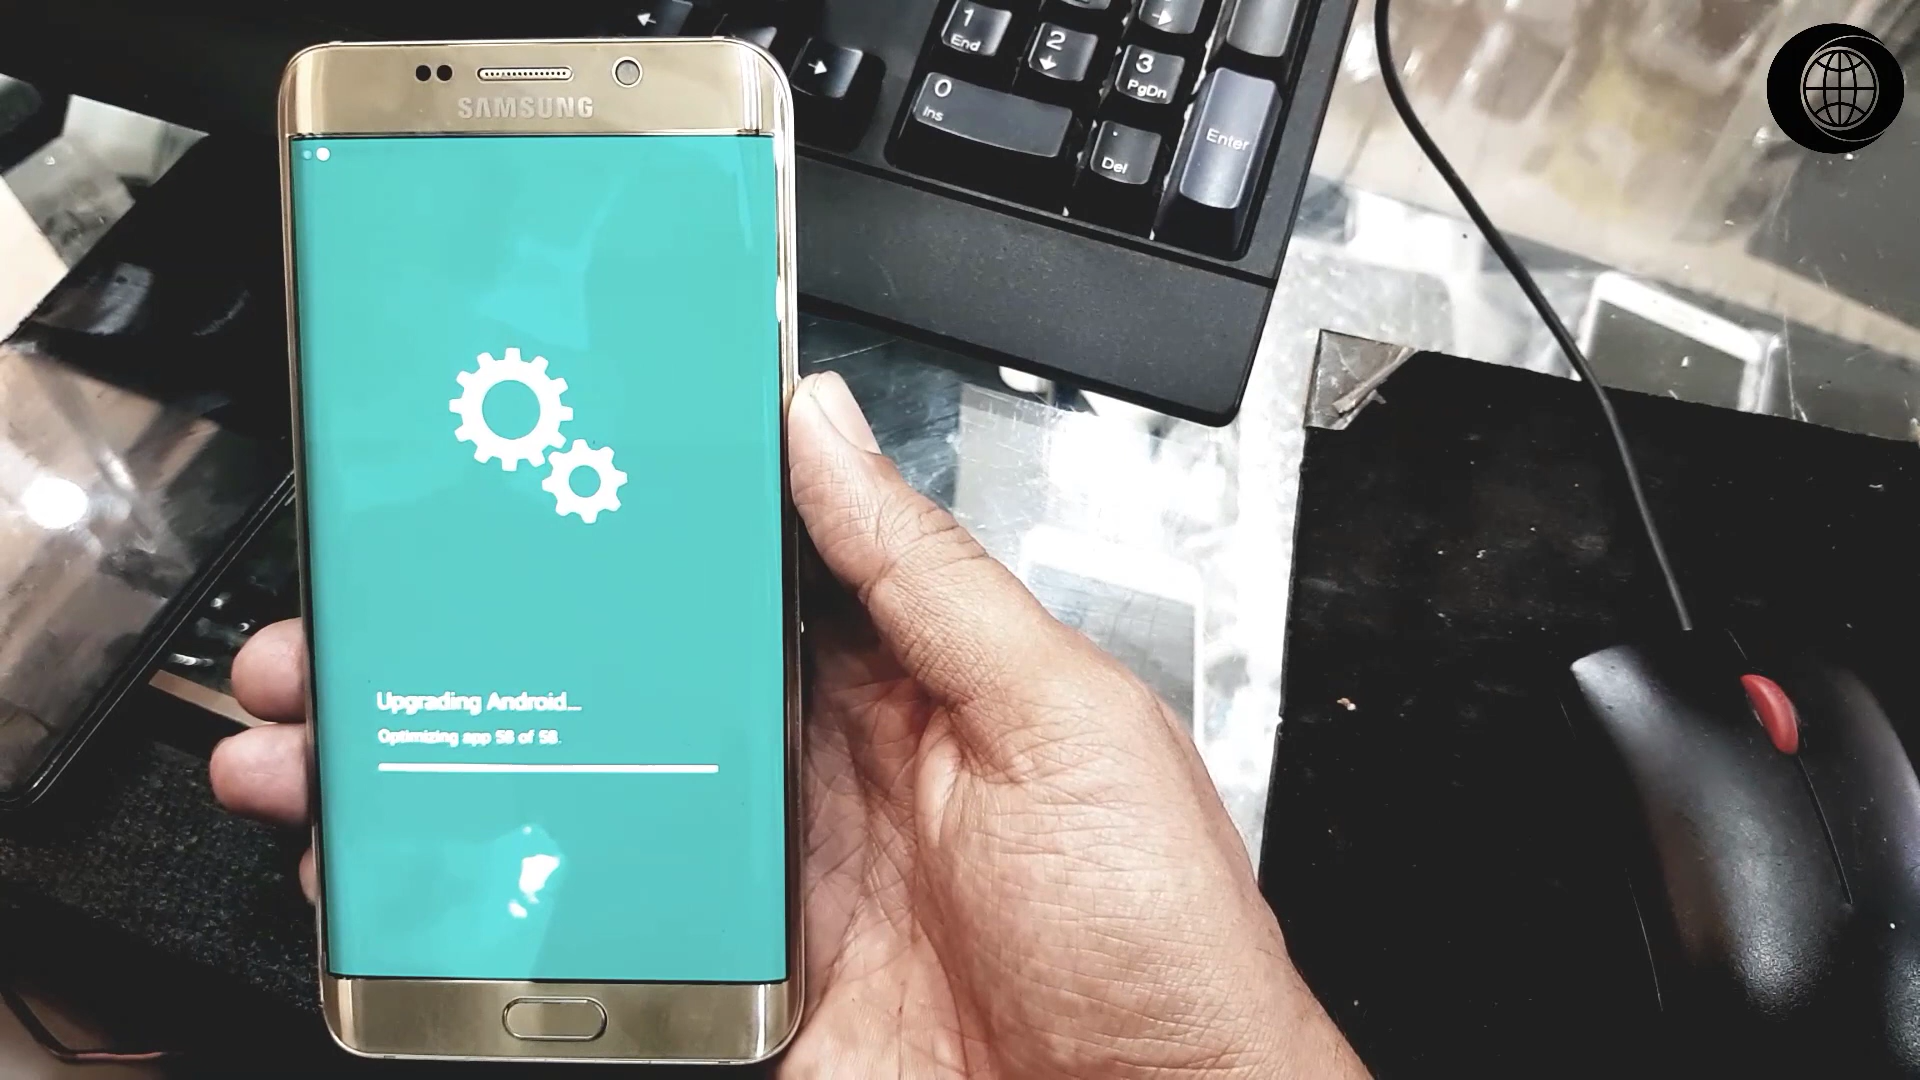 SAMSUNG
Upgrading Android...
Optimizing app 58 of 58.
1
End
2
3
PgDn
0
Ins
Del
Enter